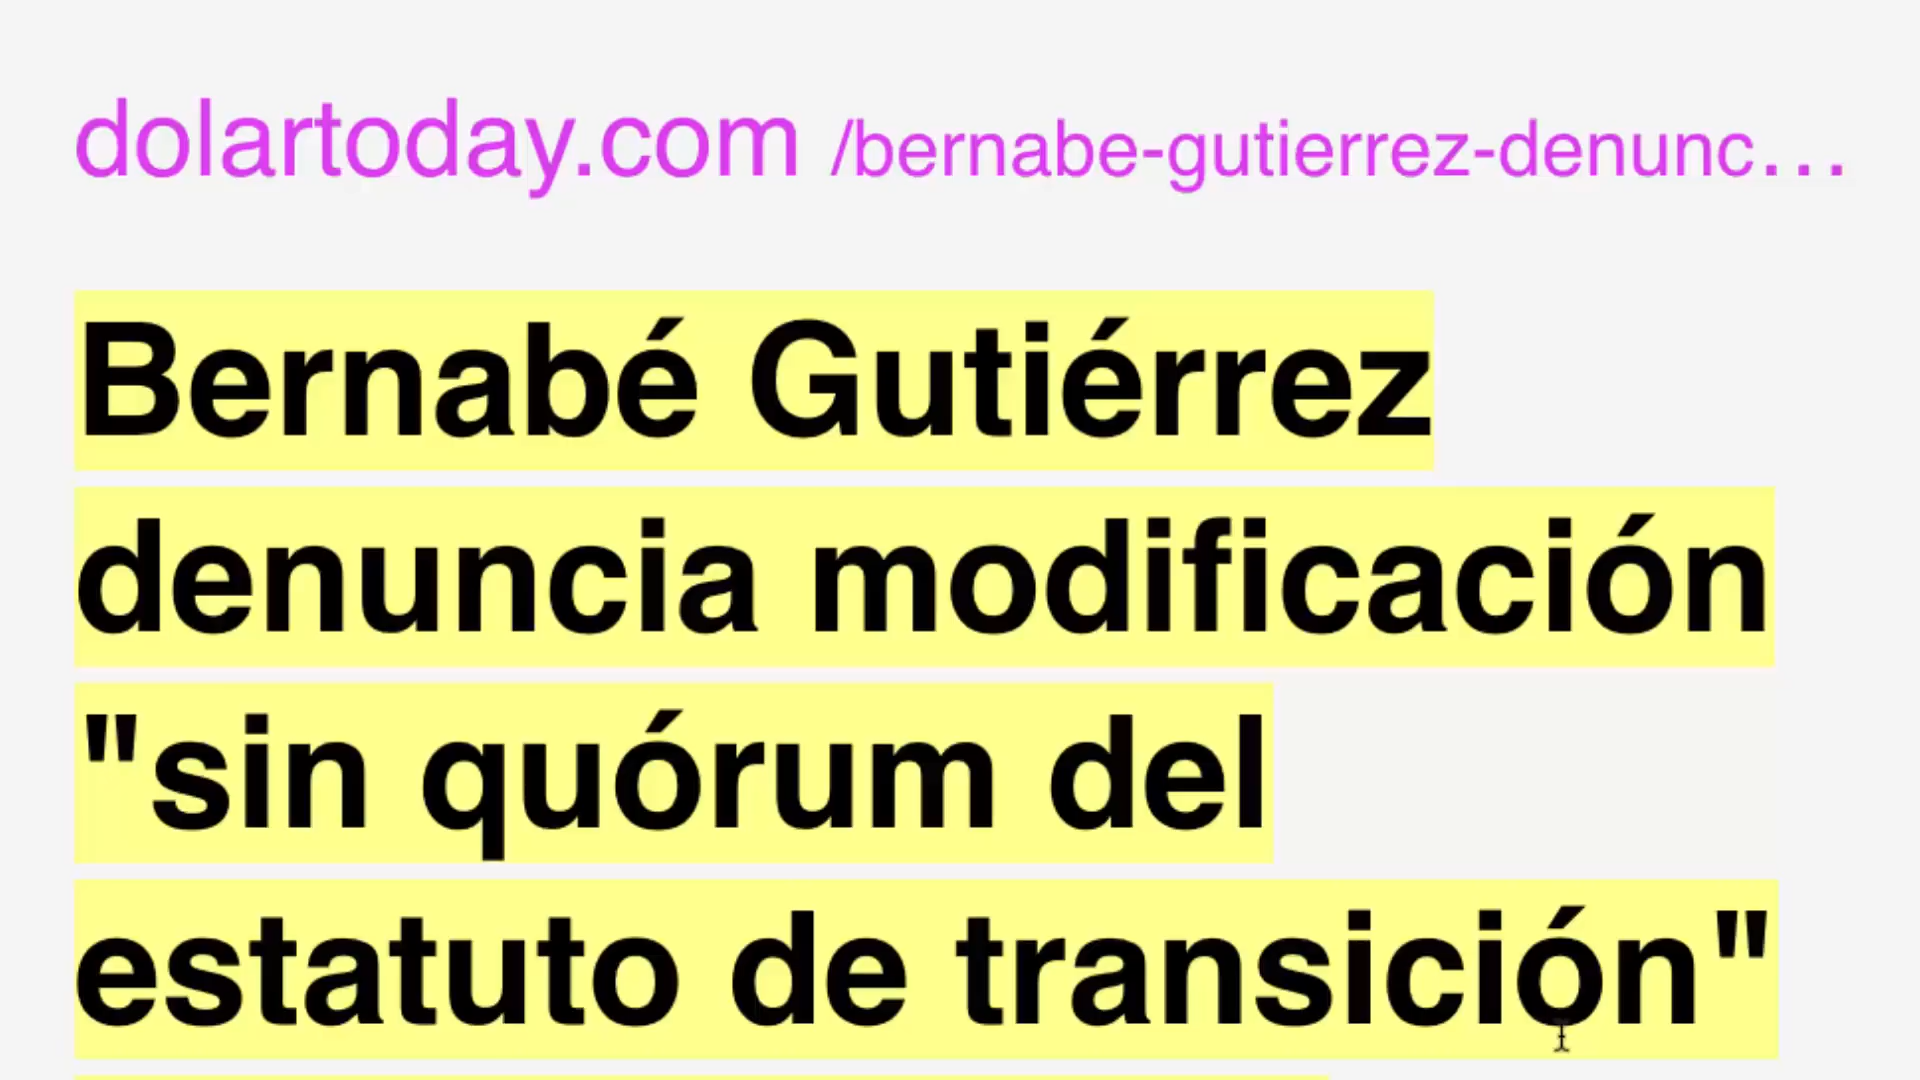 dolartoday.com /bernabe-gutierrez-denunc...
Bernabé Gutiérrez
denuncia modificación
"sin quórum del
estatuto de transición"